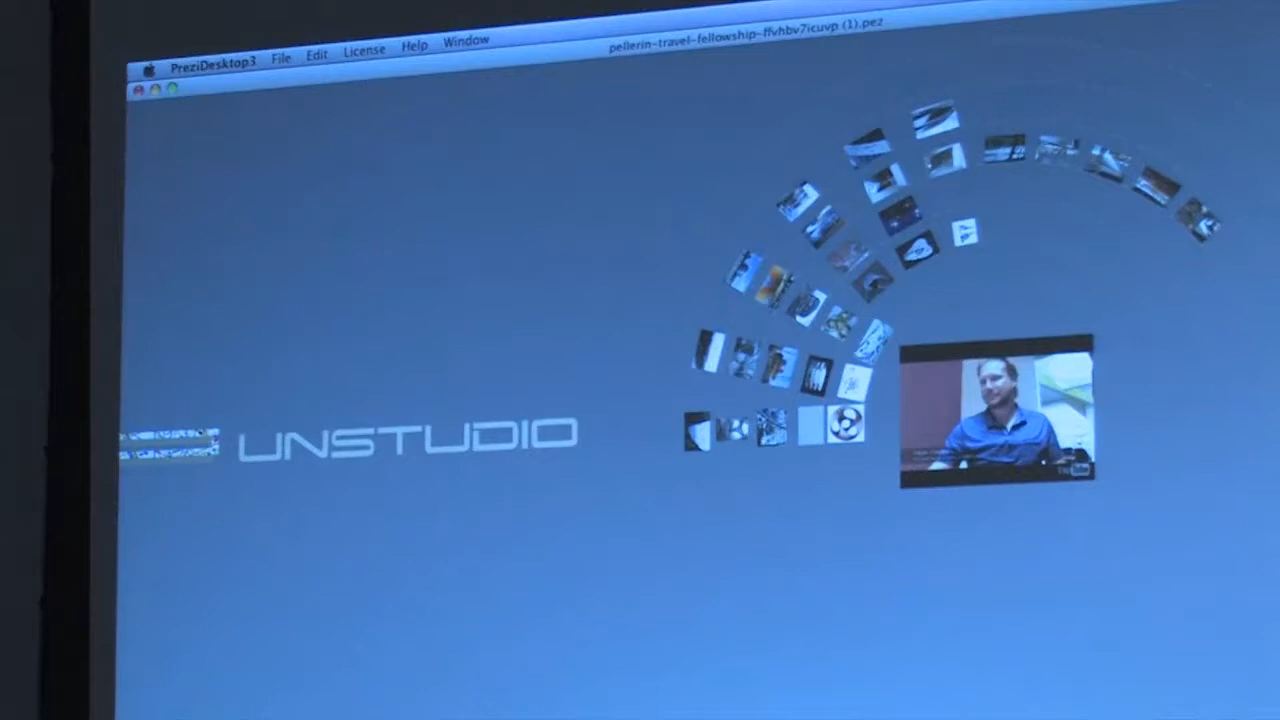 PreziDesktop3 File Edit License Help Window
pellerin-travel-fellowship-ffvhbv7icuvp (1).pez
UNSTUDIO